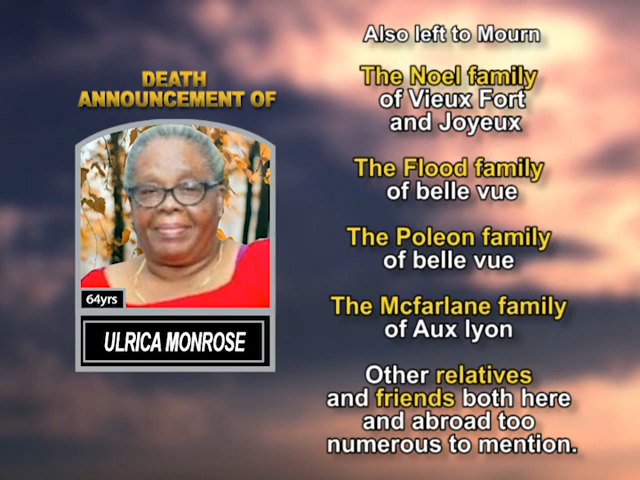 DEATH
ANNOUNCEMENT OF
64yrs
ULRICA MONROSE
Also left to Mourn
The Noel family
of Vieux Fort
and Joyeux
The Flood family
of belle vue
The Poleon family
of belle vue
The Mcfarlane family
of Aux lyon
Other relatives
and friends both here
and abroad too
numerous to mention.